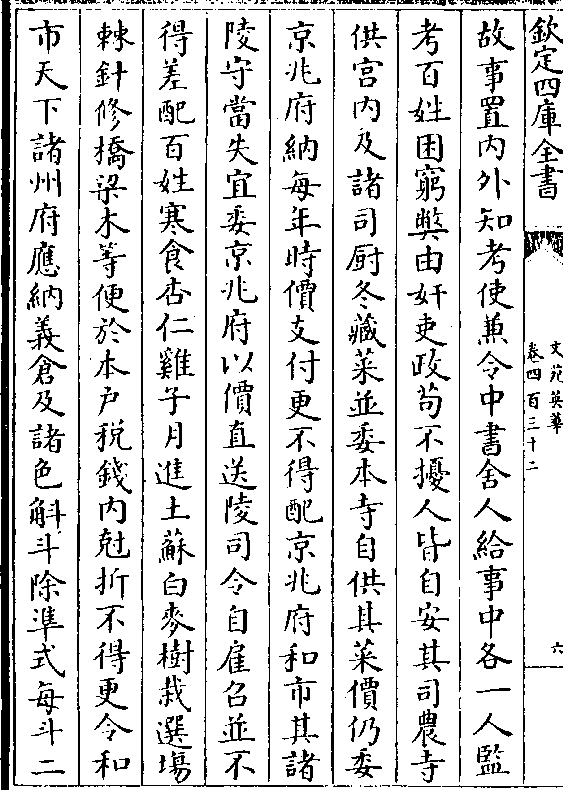 欽定四庫全書
文苑英華
卷四百三十二
六
故事置内外知考使兼令中書舍人給事中各一人監
考百姓困窮弊由奸吏政苟不擾人皆自安其司農寺
供宫内及諸司厨冬藏菜並委本寺自供其菜價仍委
京兆府納每年時價支付更不得配京兆府和市其諸
陵守當失宜委京兆府以價直送陵司令自雇召並不
得差配百姓寒食杏仁雞子月進土蘇白麥樹栽選塲
棘針修橋梁木等便於本戸税錢内尅折不得更令和
市天下諸州府應納義倉及諸色斛斗除準式每斗二